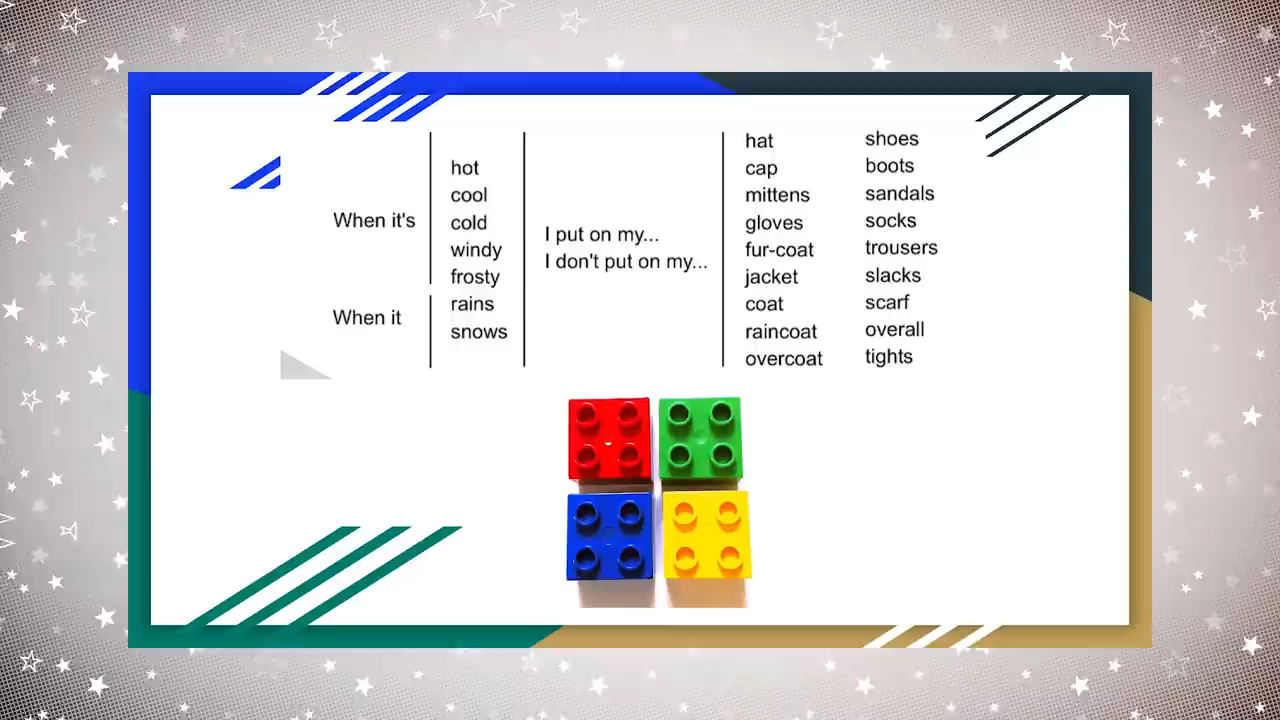 When it's
When it
hot
cool
cold
windy
frosty
rains
snows
I put on my...
I don't put on my...
hat
cap
mittens
gloves
fur-coat
jacket
coat
raincoat
overcoat
shoes
boots
sandals
socks
trousers
slacks
scarf
overall
tights